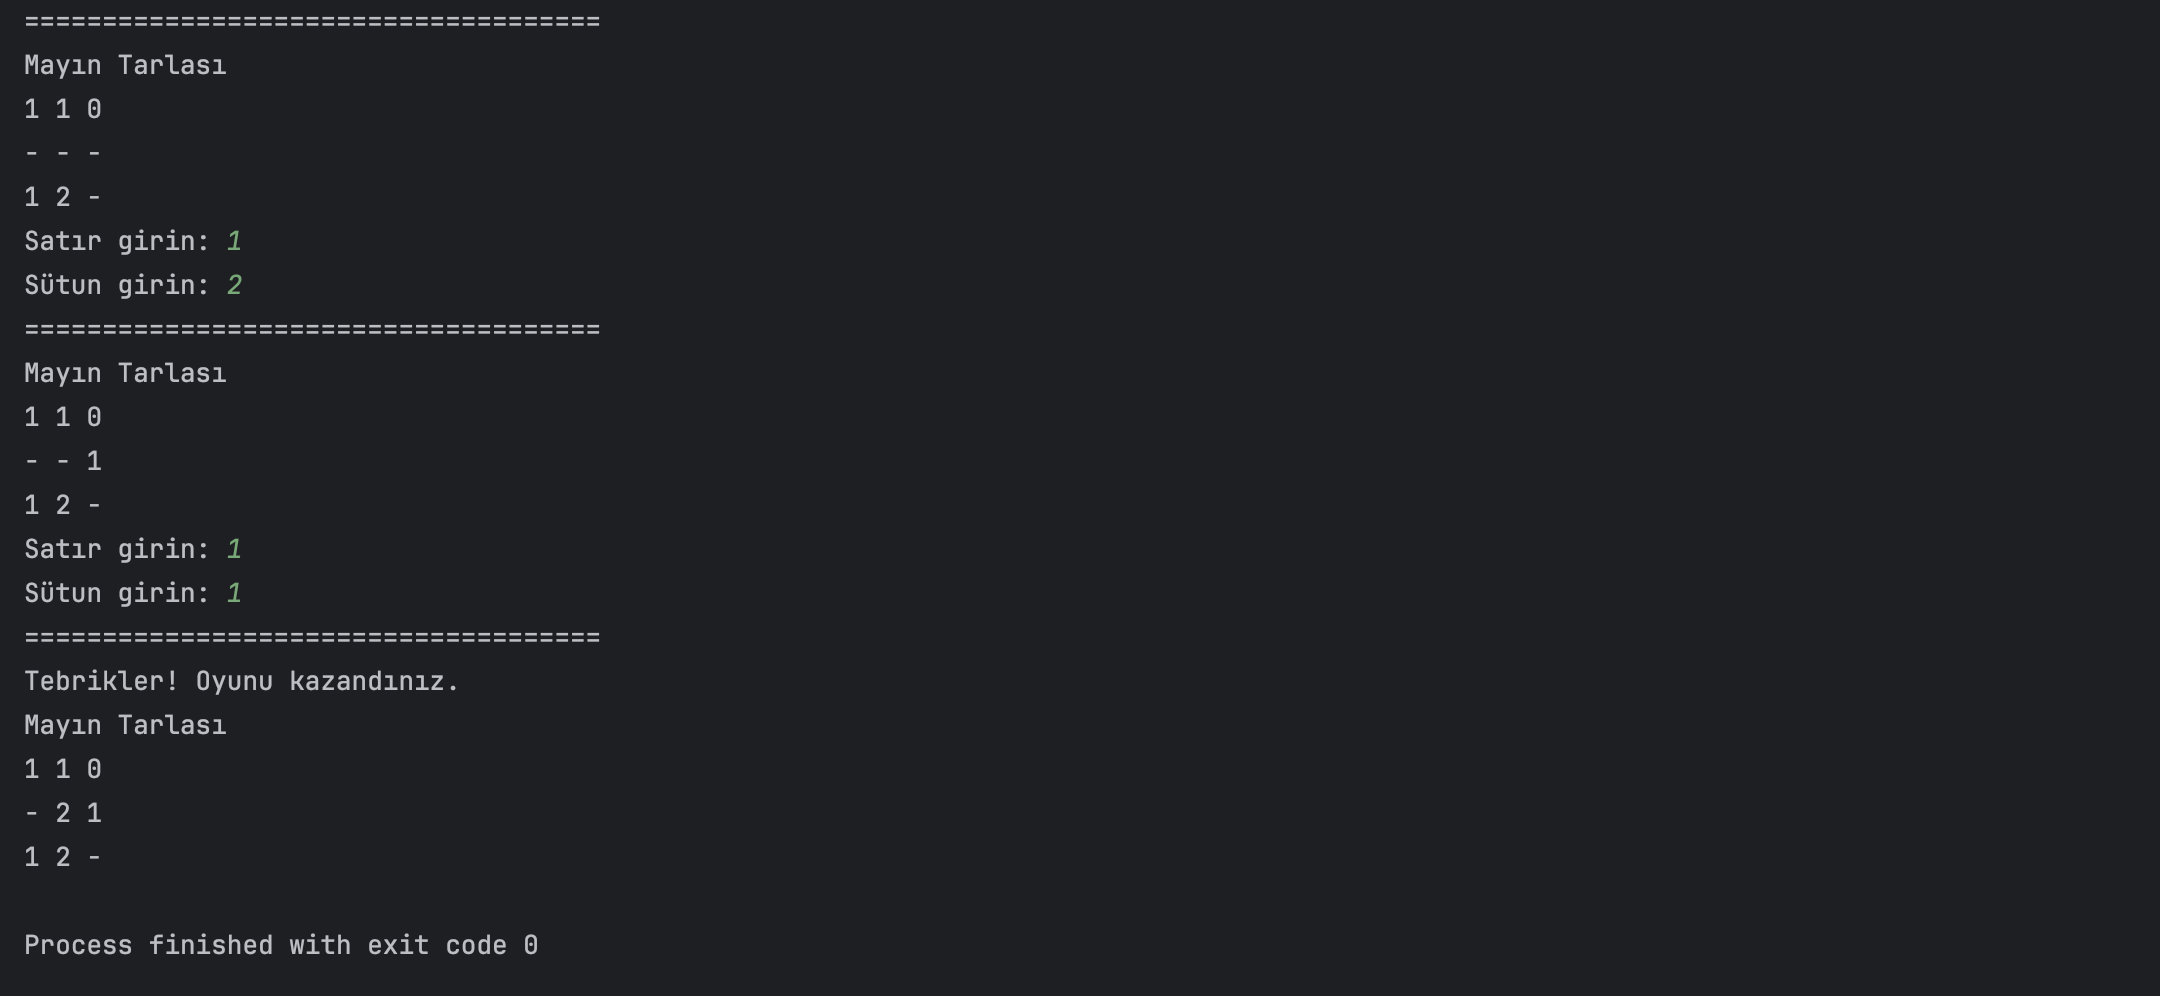 =====================================
Mayın Tarlası
1 1 0
- - -
1 2 -
Satır girin: 1
Sütun girin: 2
=====================================
Mayın Tarlası
1 1 0
- - 1
1 2 -
Satır girin: 1
Sütun girin: 1
=====================================
Tebrikler! Oyunu kazandınız.
Mayın Tarlası
1 1 0
- 2 1
1 2 -
Process finished with exit code 0